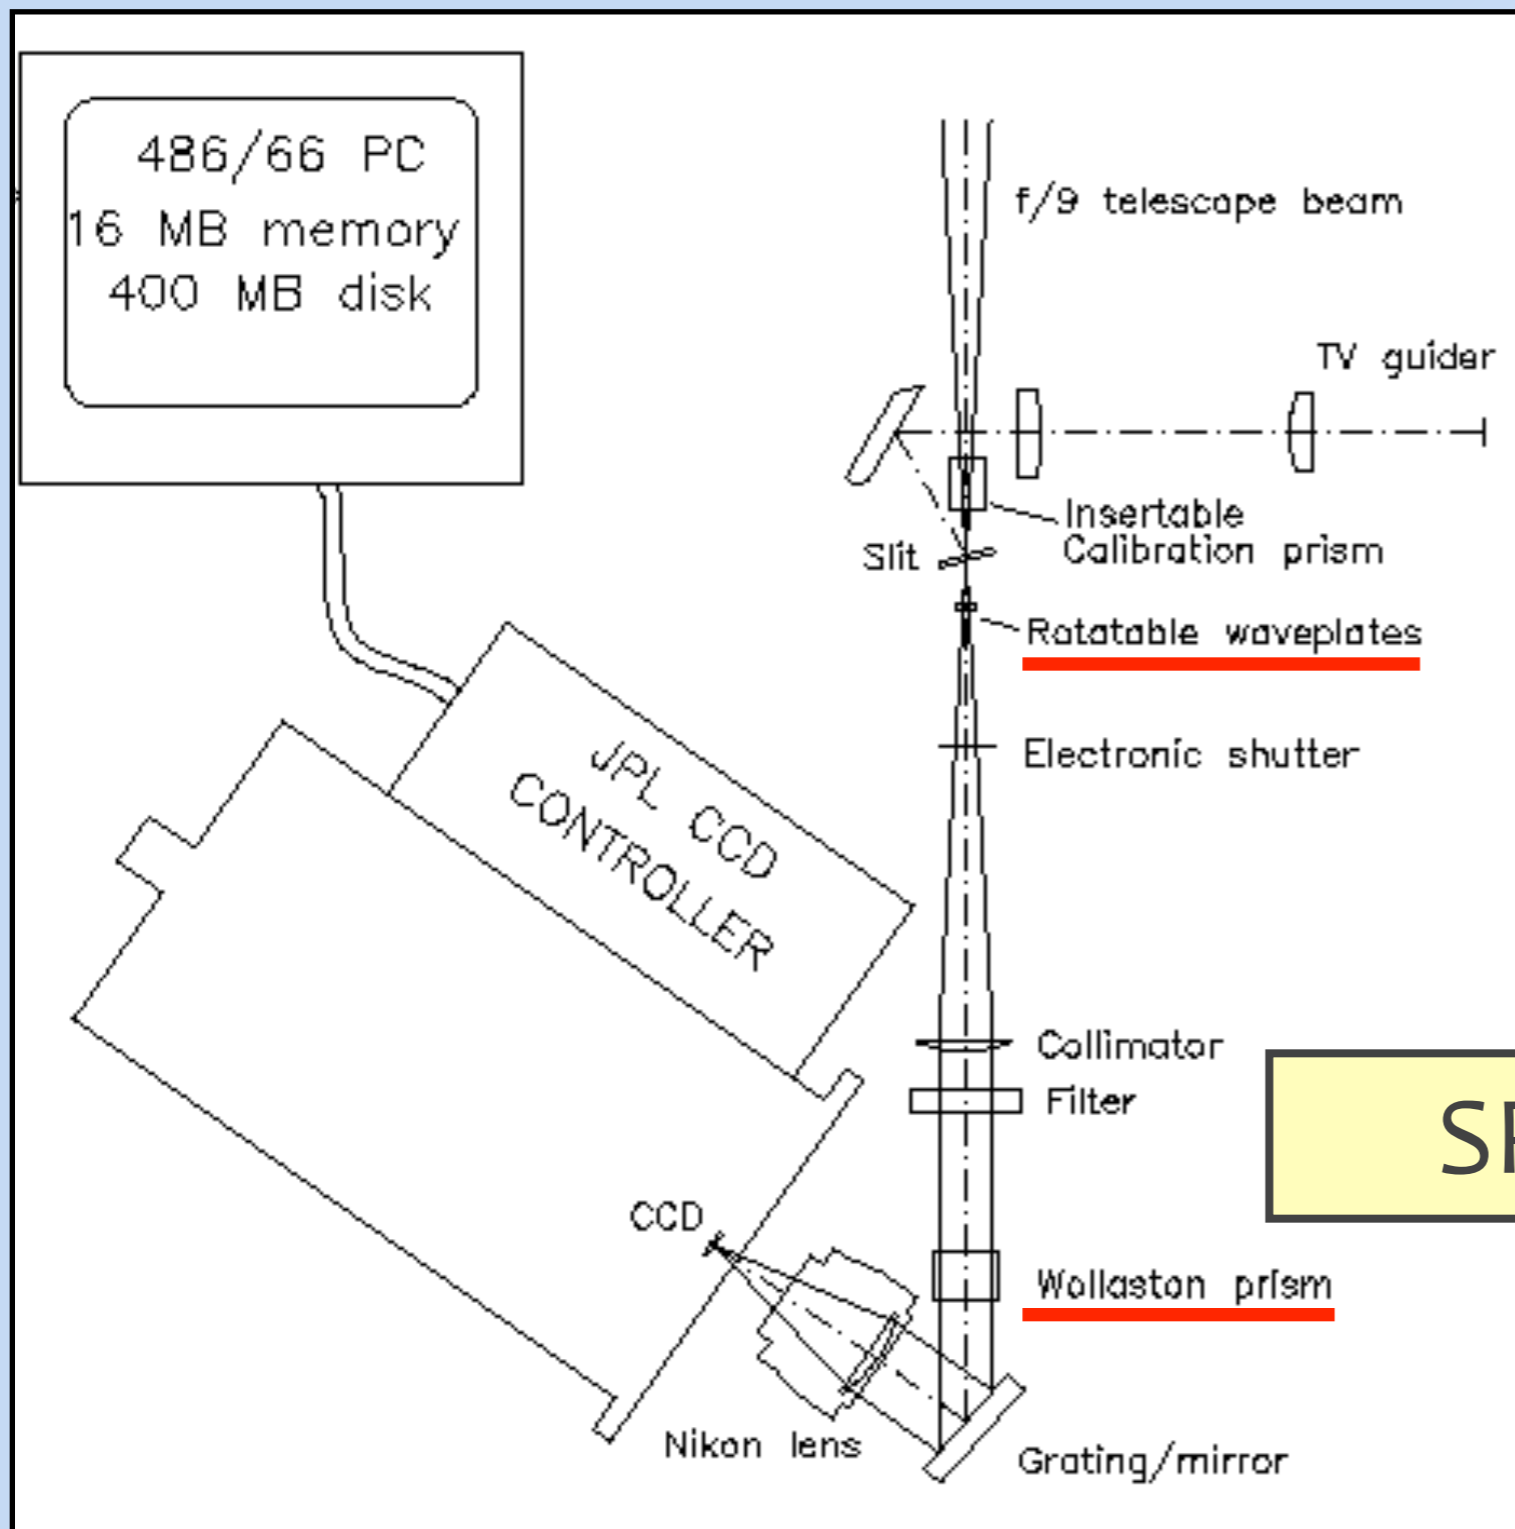 486/66 PC
16 MB memory
400 MB disk
f/9 telescope beam
TV guider
Insertable
Calibration prism
Slit
Rotatable waveplates
Electronic shutter
JPL CCD
CONTROLLER
Collimator
Filter
CCD
Wollaston prism
Nikon lens
Grating/mirror